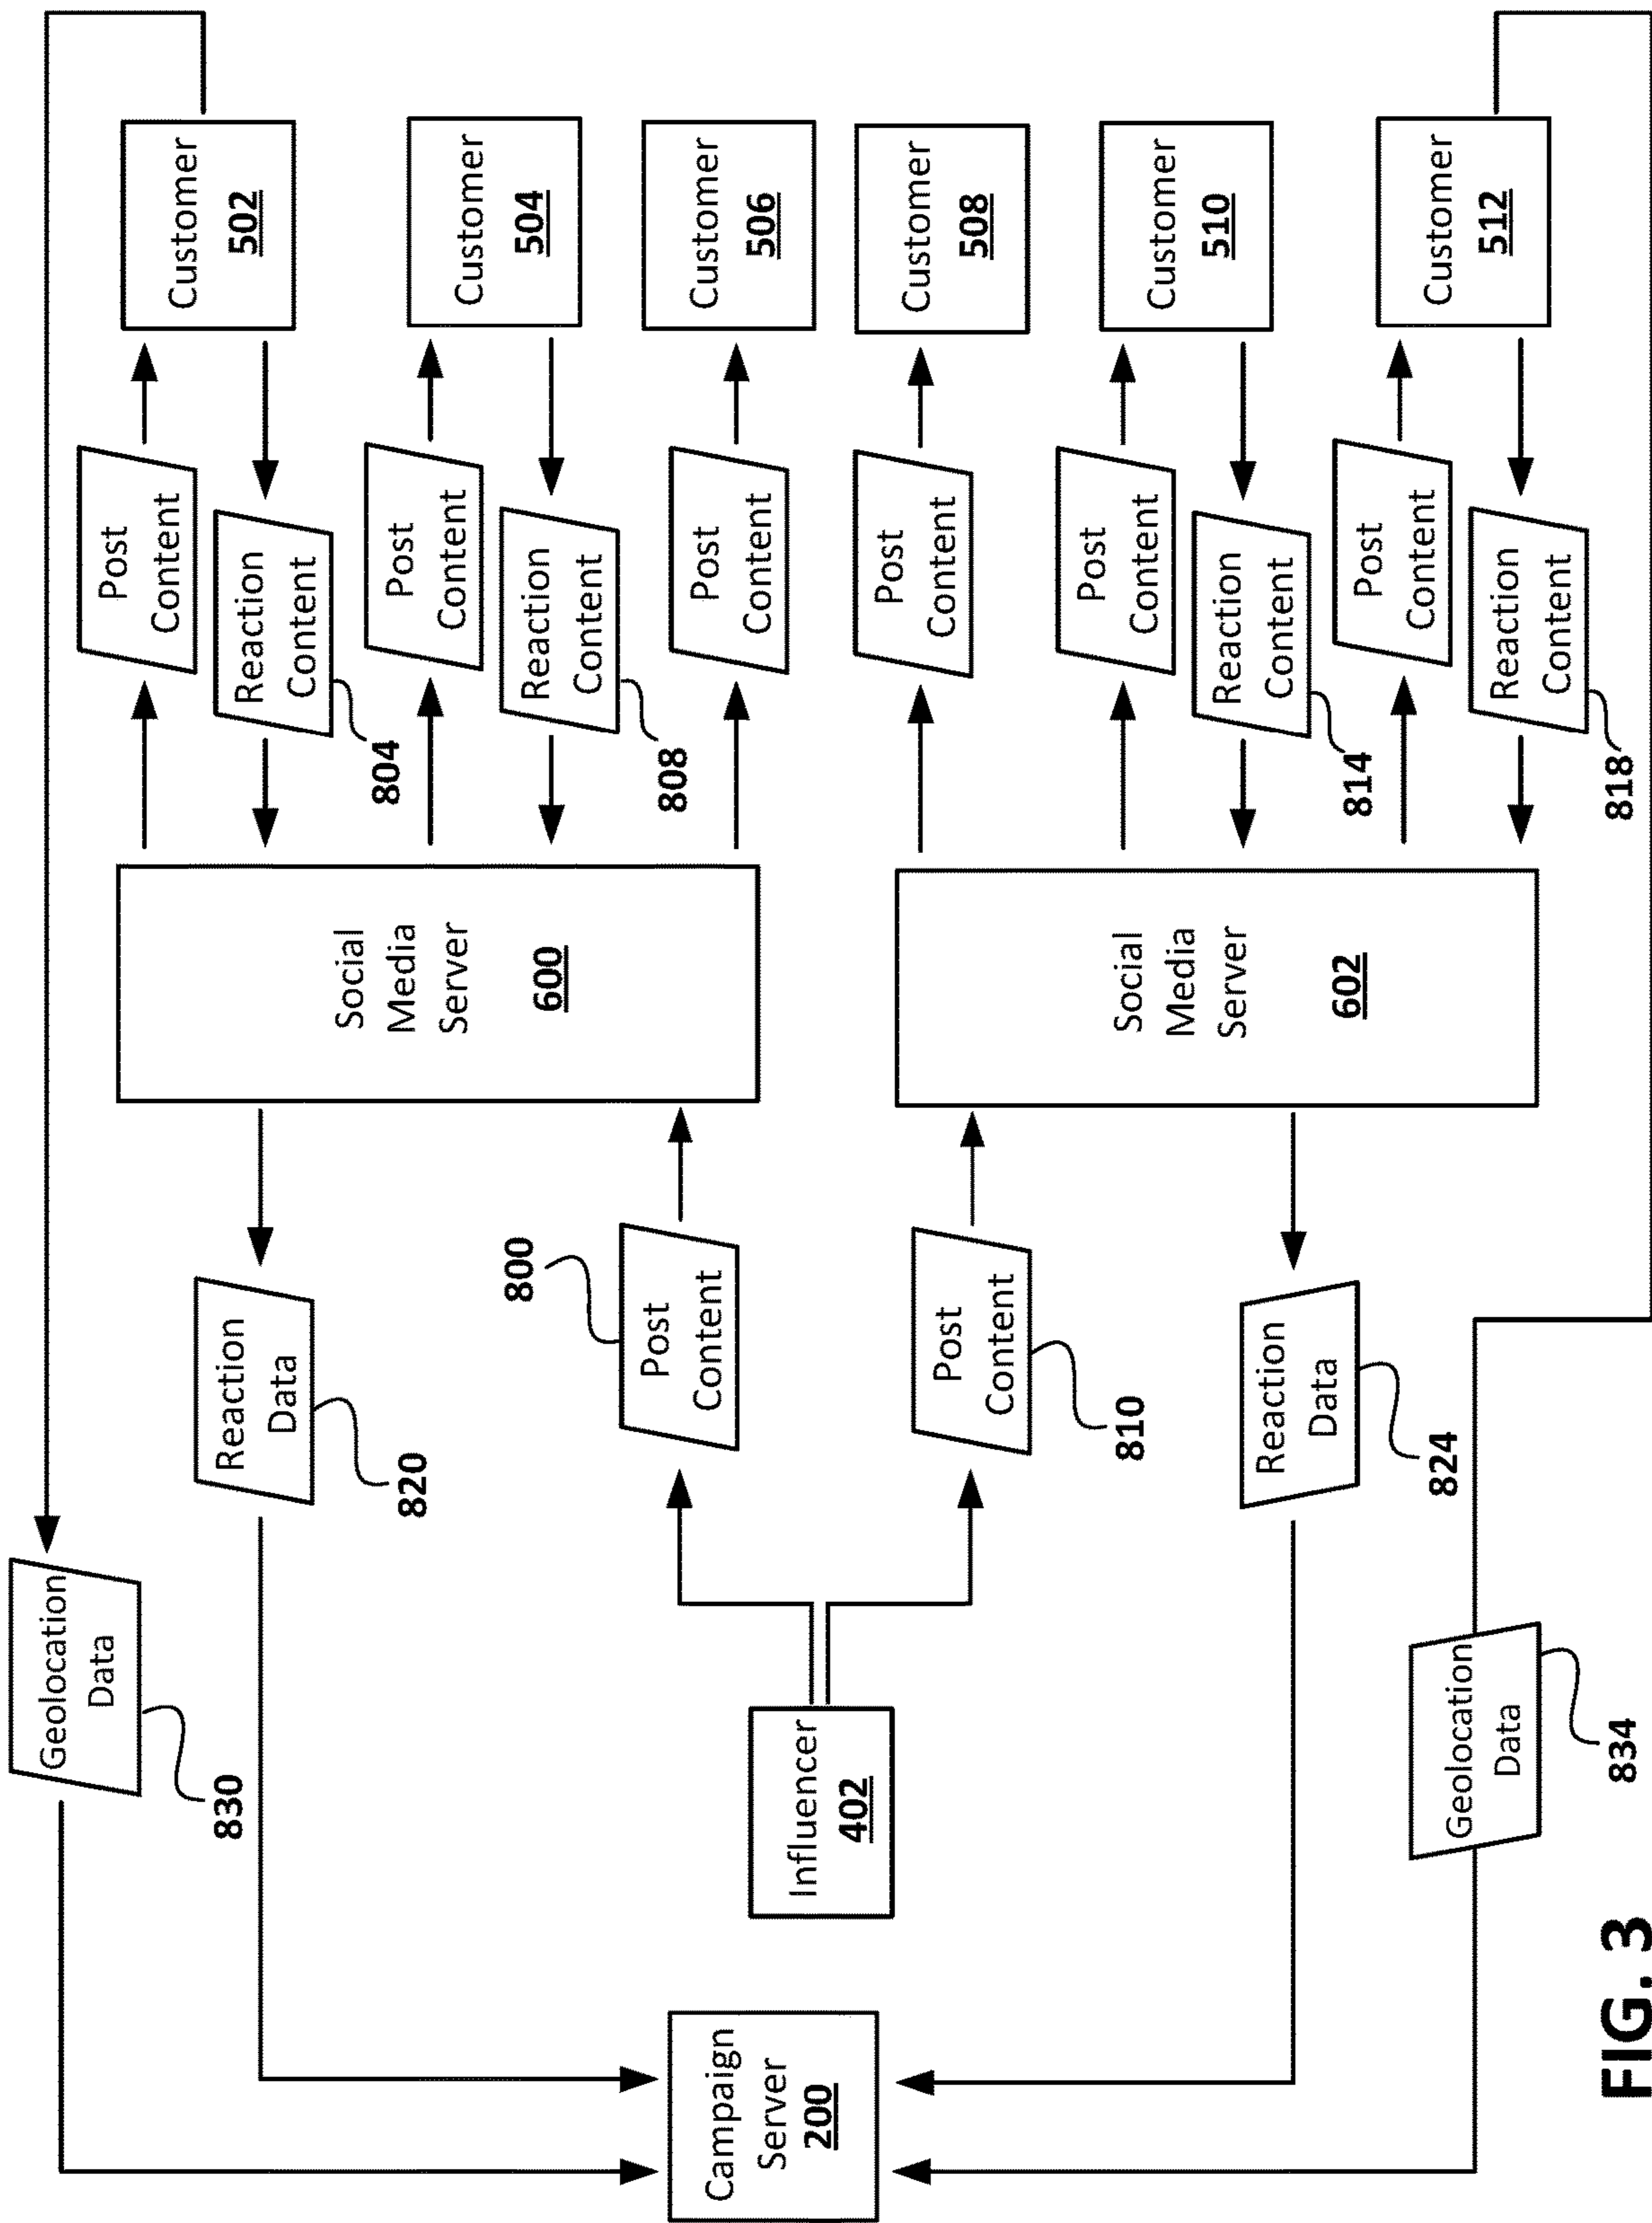 Geolocation
Data
830
Reaction
Data
820
Post
Content
800
Social
Media
Server
600
Post
Content
Reaction
Content
804
Post
Content
Reaction
Content
808
Post
Content
Customer
502
Customer
504
Customer
506
Campaign
Server
200
Influencer
402
Post
Content
810
Reaction
Data
824
Social
Media
Server
602
Post
Content
Post
Content
Reaction
Content
814
Post
Content
Reaction
Content
818
Customer
508
Customer
510
Customer
512
Geolocation
Data
834
FIG. 3